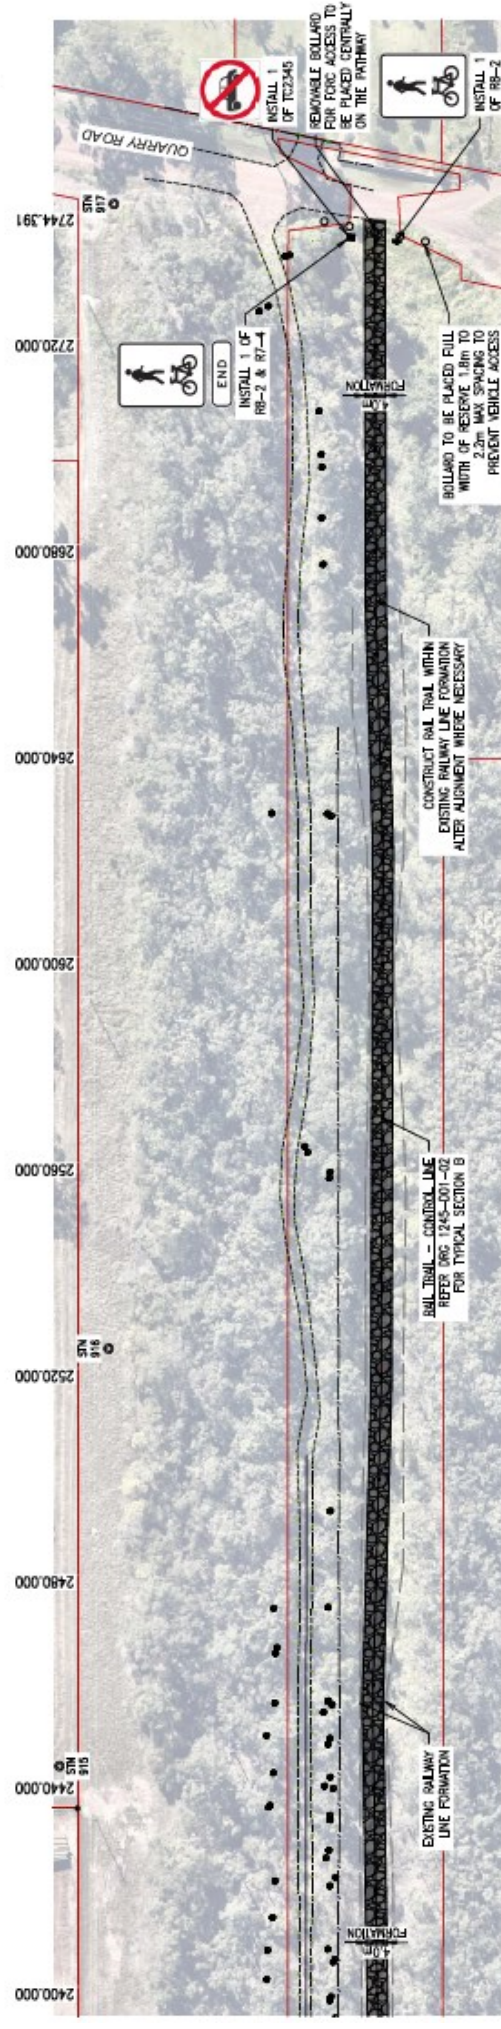 QUARRY ROAD
STN
917
2744.391
2720.000
2680.000
2640.000
2600.000
2560.000
2520.000
2480.000
2440.000
2400.000
STN
916
STN
915
INSTALL 1
OF TC2345
REMOVABLE BOLLARD
FOR FCRC ACCESS TO
BE PLACED CENTRALLY
ON THE PATHWAY
INSTALL 1
OF R8-2
END
INSTALL 1 OF
R8-2 & R7-4
4.0m
FORMATION
BOLLARD TO BE PLACED FULL
WIDTH OF RESERVE 1.8m TO
2.2m MAX SPACING TO
PREVENT VEHICLE ACCESS
CONSTRUCT RAIL TRAIL WITHIN
EXISTING RAILWAY LINE FORMATION
ALTER ALIGNMENT WHERE NECESSARY
RAIL TRAIL - CONTROL LINE
REFER DRG 1245-001-02
FOR TYPICAL SECTION B
EXISTING RAILWAY
LINE FORMATION
4.0m
FORMATION